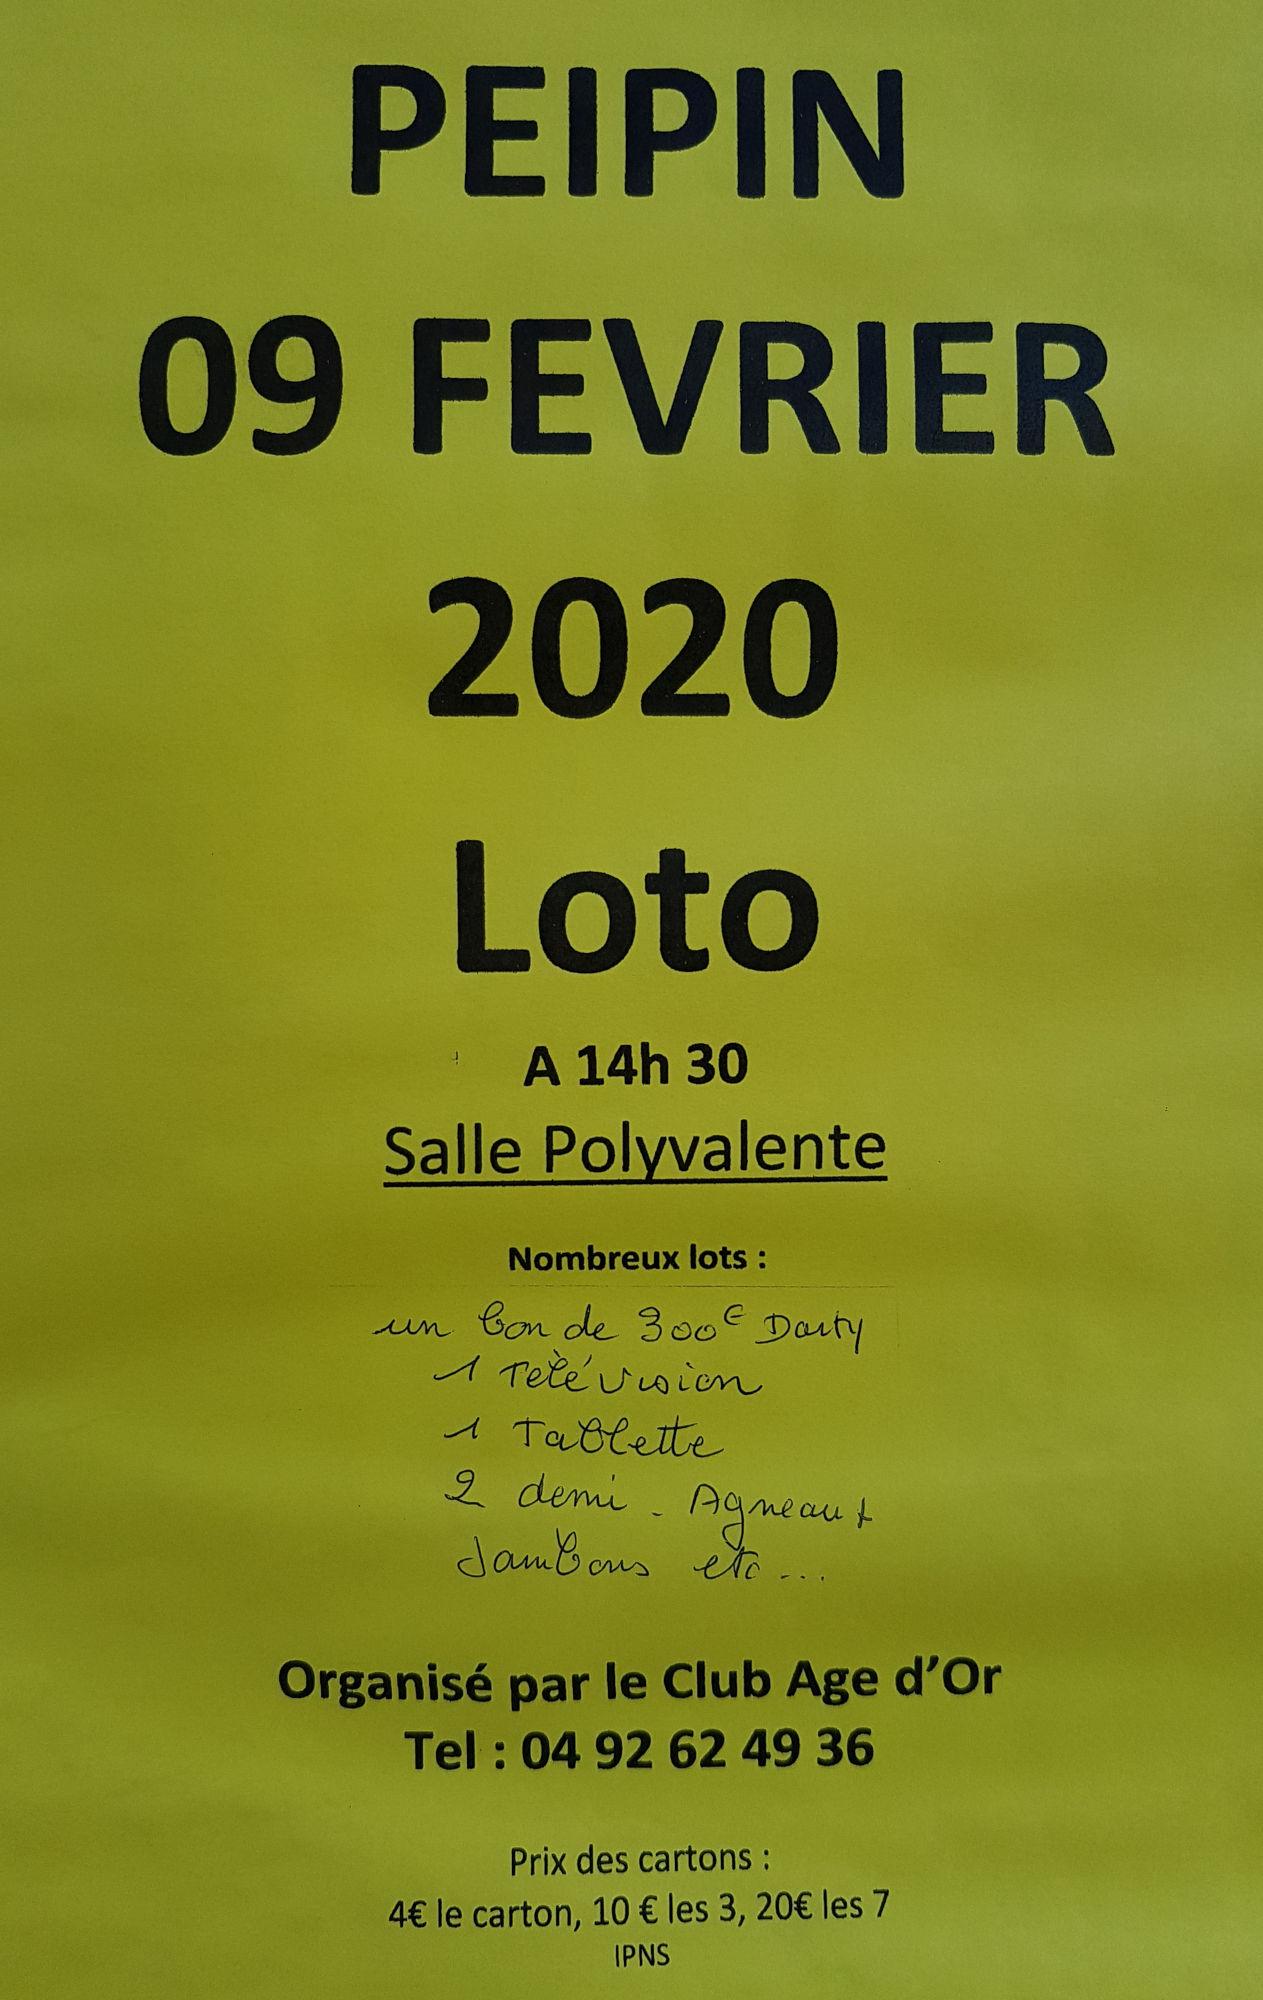 PEIPIN
09 FEVRIER
2020
Loto
A 14h 30
Salle Polyvalente
Nombreux lots :
un bon de 300€ Darty
1 Télévision
1 Tablette
2 demi - Agneaux
Jambons etc...
Organisé par le Club Age d’Or
Tel : 04 92 62 49 36
Prix des cartons :
4€ le carton, 10 € les 3, 20€ les 7
IPNS